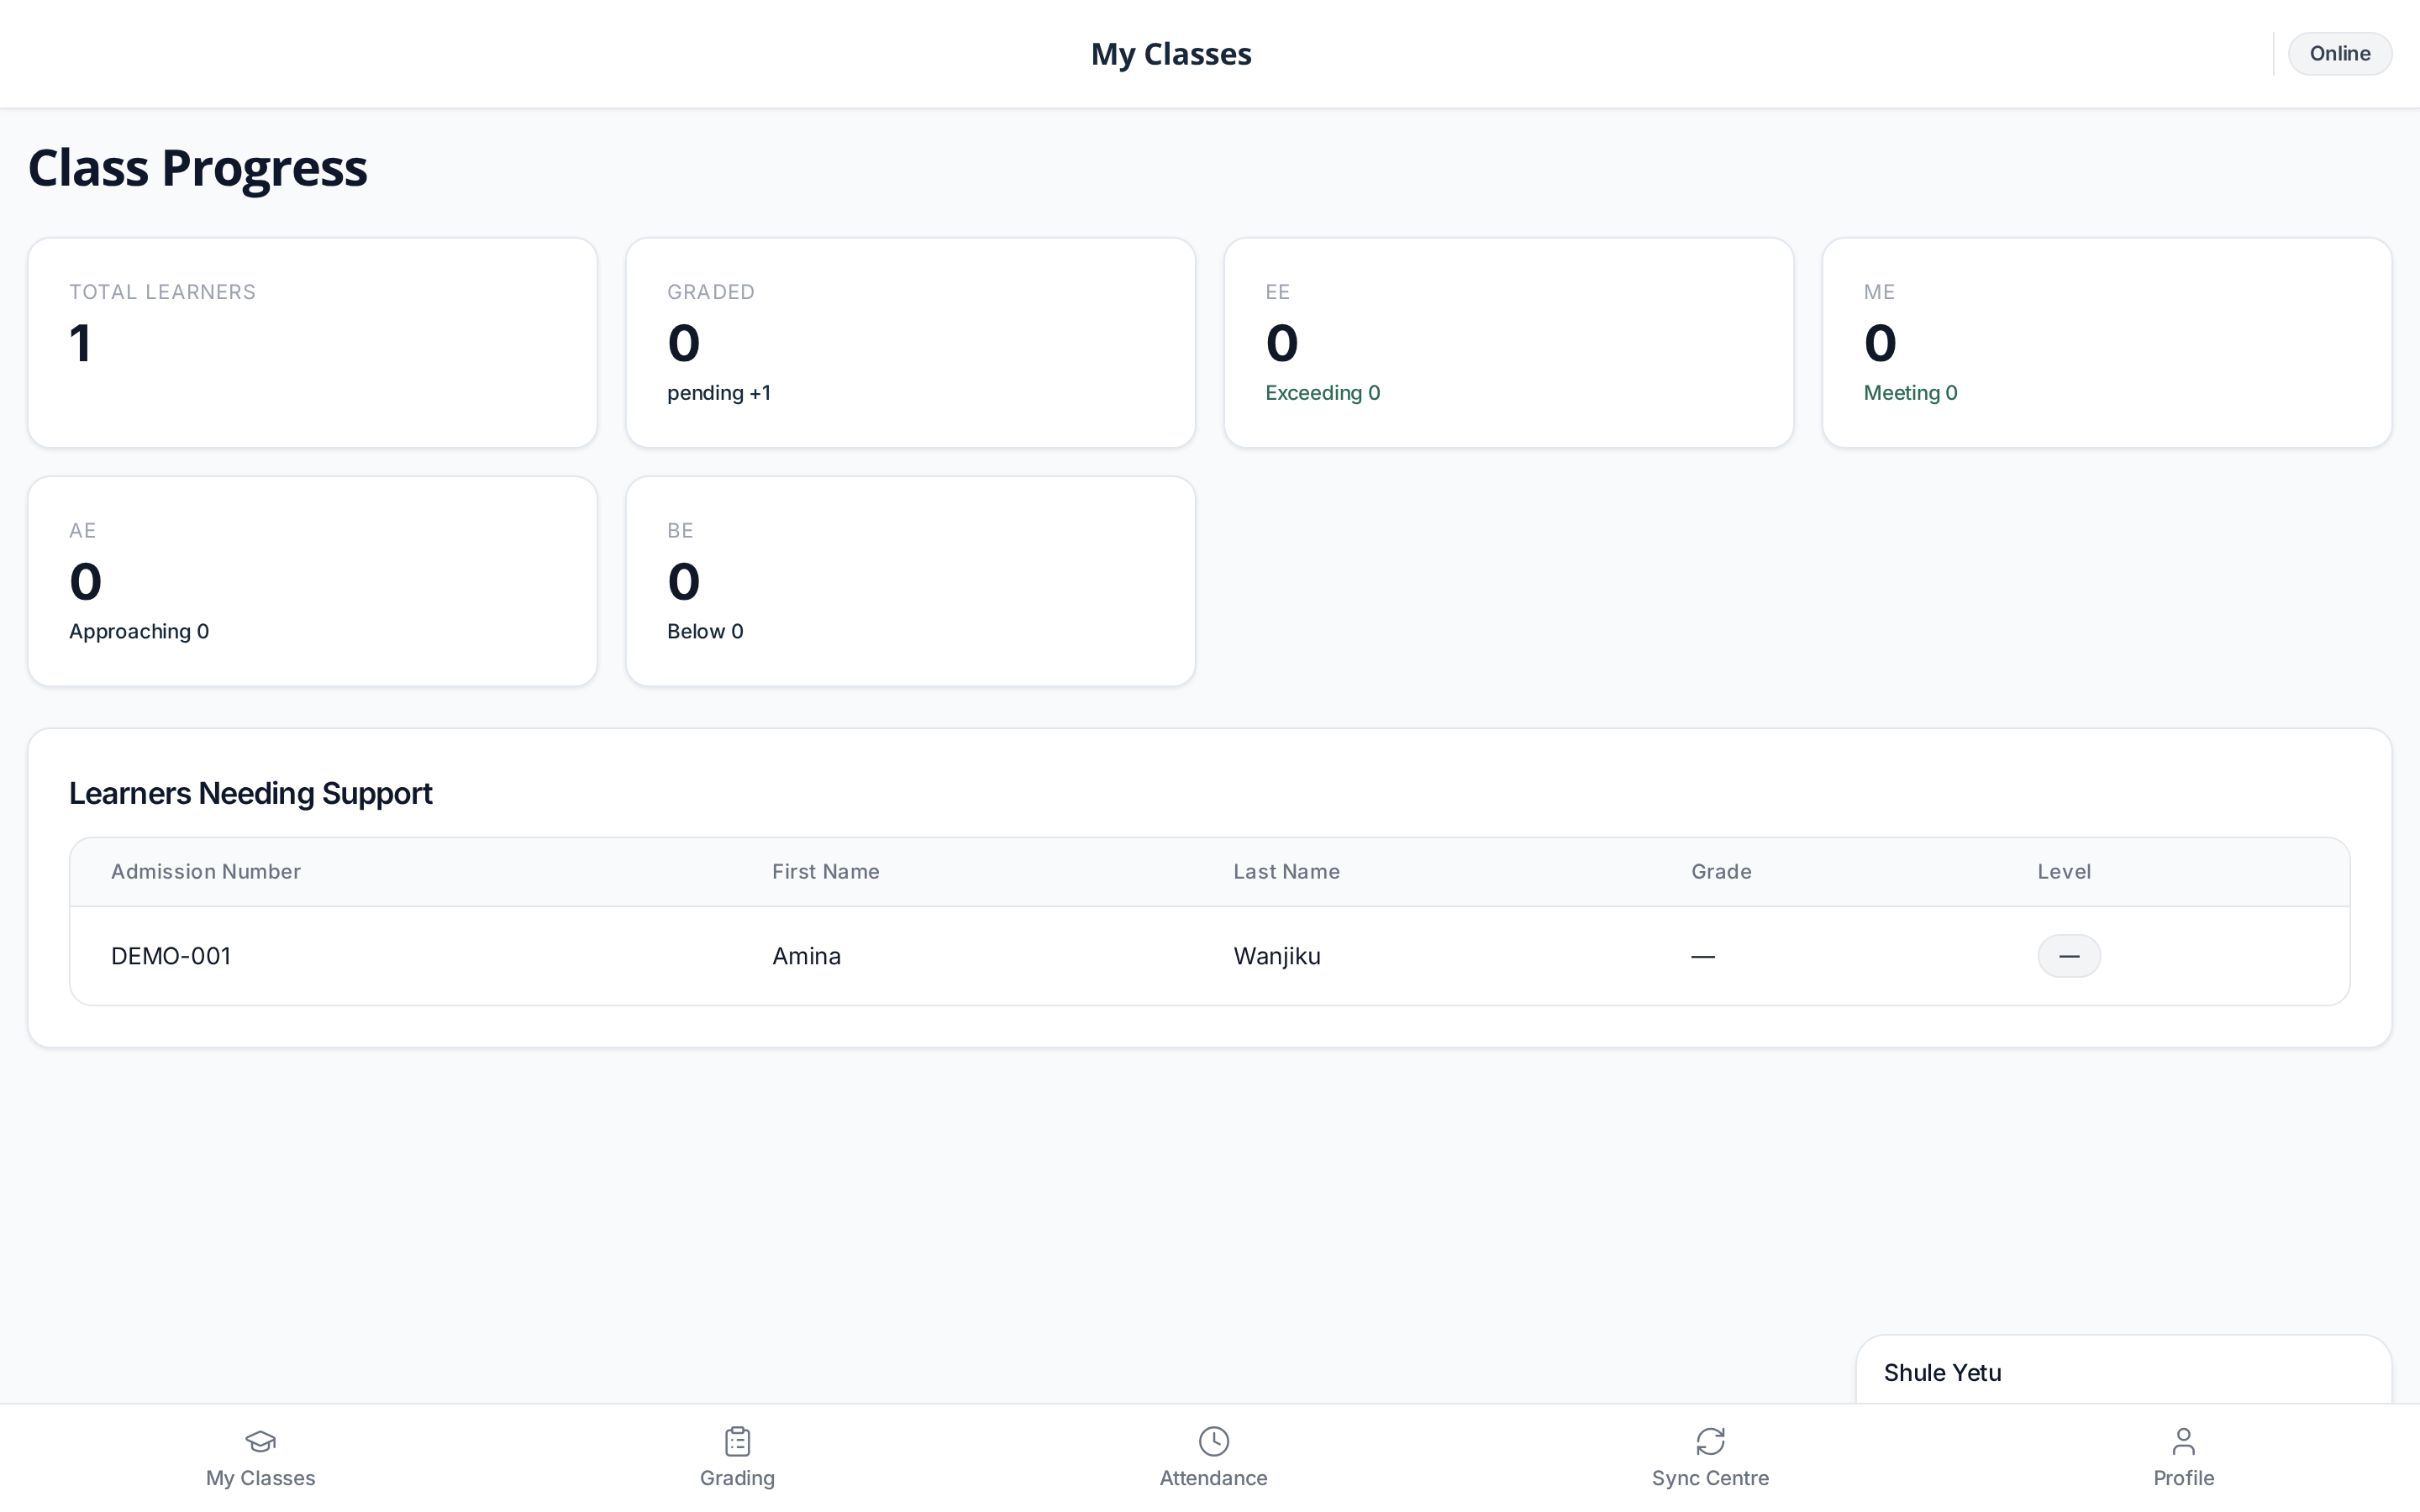 My Classes
Online
Class Progress
TOTAL LEARNERS
1
GRADED
0
pending +1
EE
0
Exceeding 0
ME
0
Meeting 0
AE
0
Approaching 0
BE
0
Below 0
Learners Needing Support
Admission Number First Name Last Name Grade Level
DEMO-001 Amina Wanjiku — —
Shule Yetu
My Classes
Grading
Attendance
Sync Centre
Profile